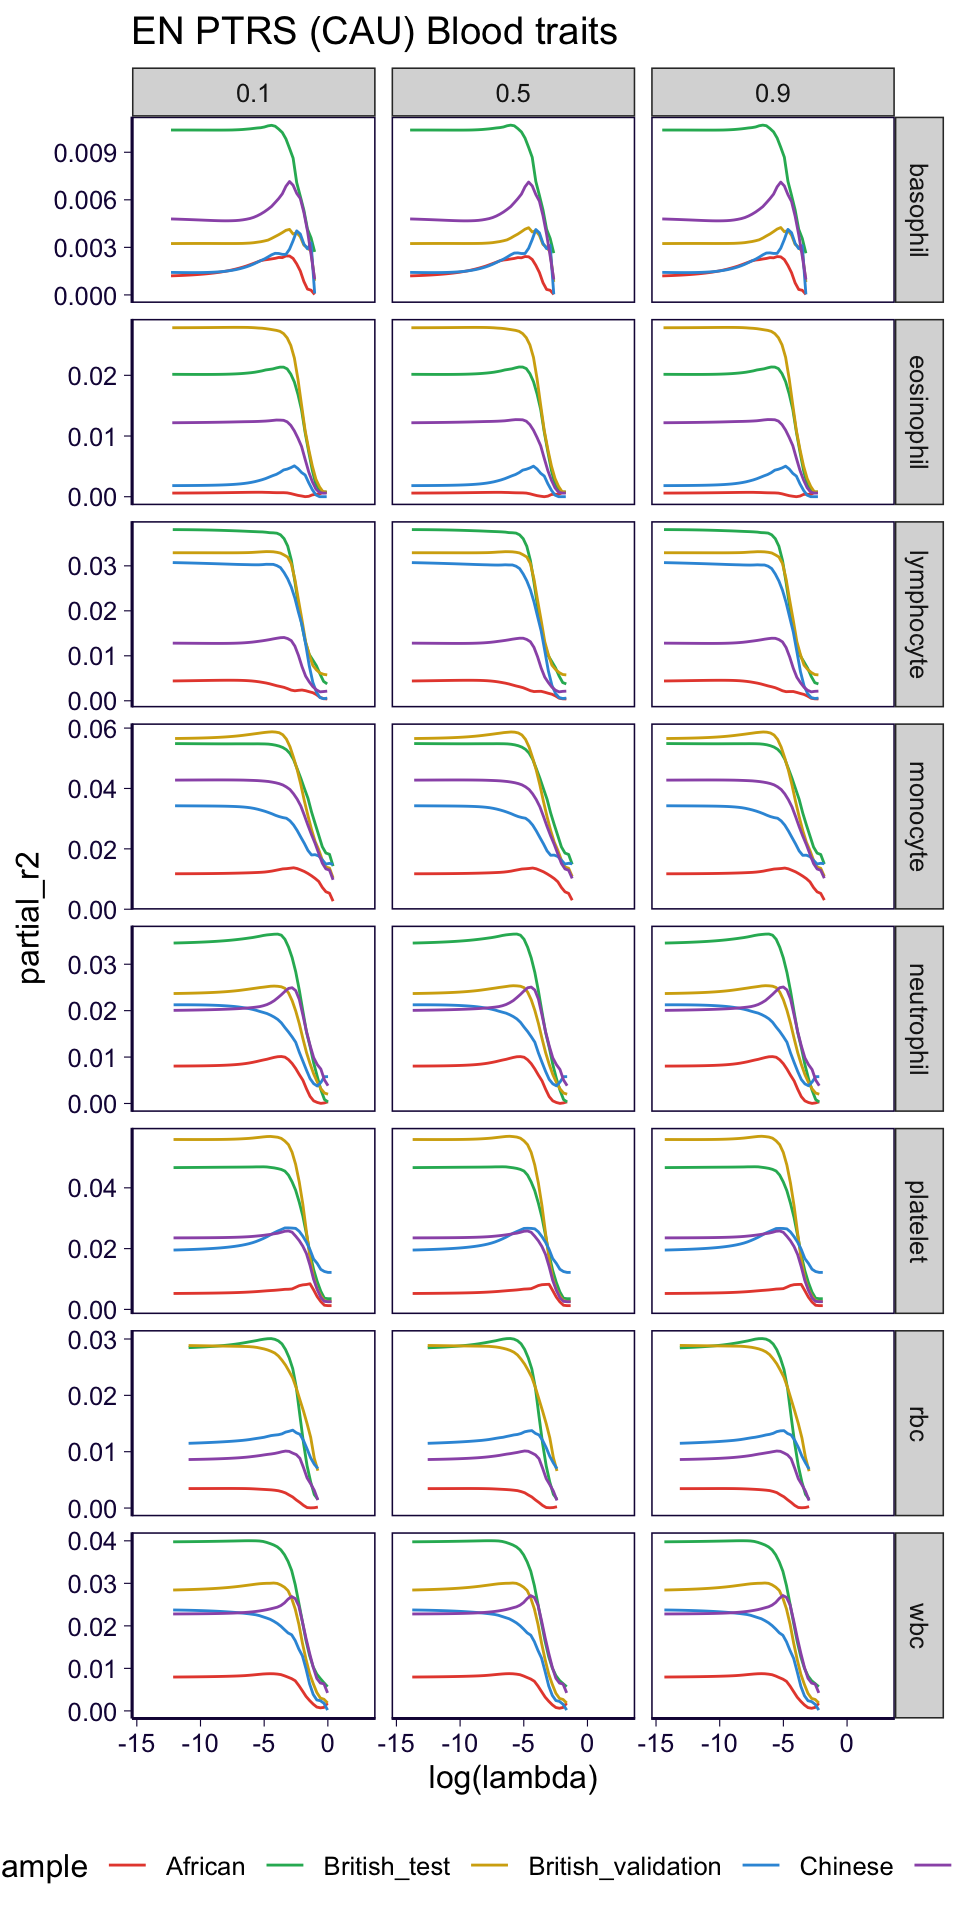 EN PTRS (CAU) Blood traits
0.1 0.5 0.9
0.009
0.006
0.003
0.000
basophil
0.02
0.01
0.00
eosinophil
0.03
0.02
0.01
0.00
lymphocyte
0.06
0.04
0.02
0.00
monocyte
partial_r2
0.03
0.02
0.01
0.00
neutrophil
0.04
0.02
0.00
platelet
0.03
0.02
0.01
0.00
rbc
0.04
0.03
0.02
0.01
0.00
wbc
-15 -10 -5 0 -15 -10 -5 0 -15 -10 -5 0
log(lambda)
ample African British_test British_validation Chinese